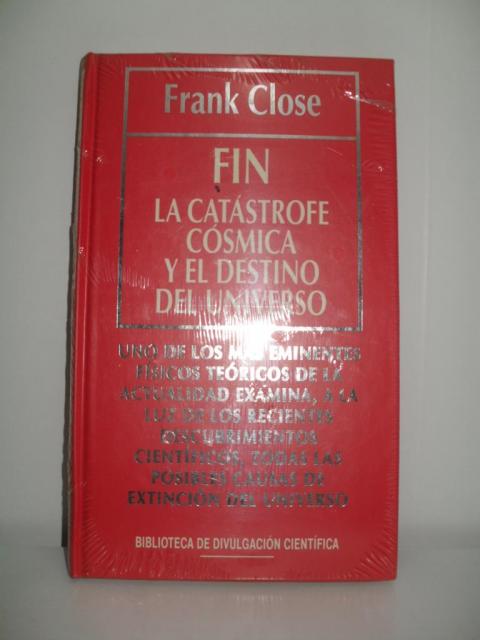 Frank Close
FIN
LA CATÁSTROFE
CÓSMICA
Y EL DESTINO
DEL UNIVERSO
UNO DE LOS MÁS EMINENTES
FÍSICOS TEÓRICOS DE LA
ACTUALIDAD EXAMINA, A LA
LUZ DE LOS RECIENTES
DESCUBRIMIENTOS
CIENTÍFICOS, TODAS LAS
POSIBLES CAUSAS DE
EXTINCIÓN DEL UNIVERSO
BIBLIOTECA DE DIVULGACIÓN CIENTÍFICA